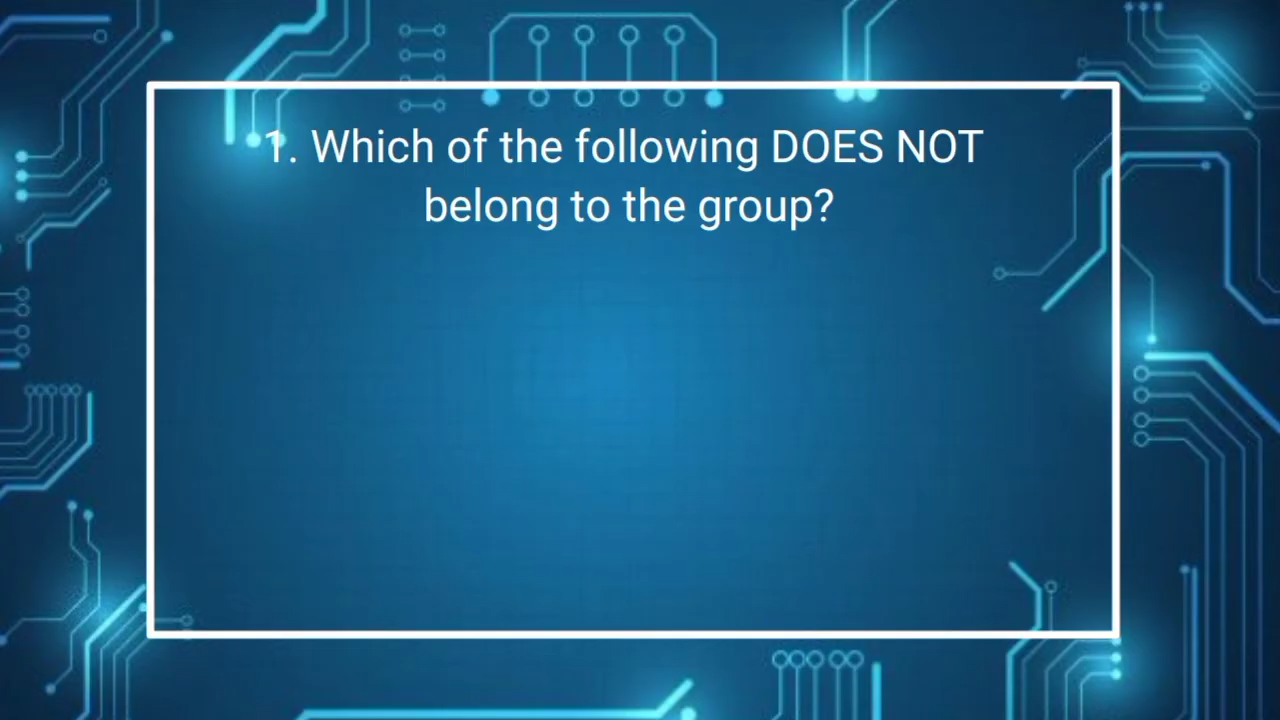 1. Which of the following DOES NOT
belong to the group?